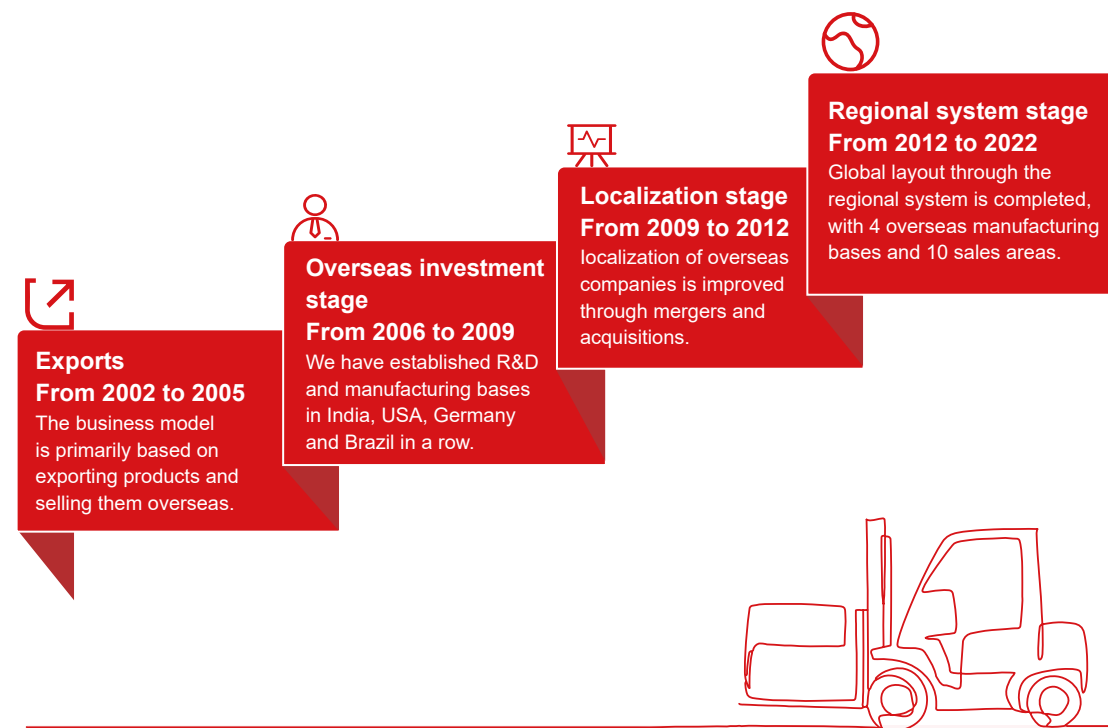 Exports
From 2002 to 2005
The business model
is primarily based on
exporting products and
selling them overseas.
Overseas investment
stage
From 2006 to 2009
We have established R&D
and manufacturing bases
in India, USA, Germany
and Brazil in a row.
Localization stage
From 2009 to 2012
localization of overseas
companies is improved
through mergers and
acquisitions.
Regional system stage
From 2012 to 2022
Global layout through the
regional system is completed,
with 4 overseas manufacturing
bases and 10 sales areas.